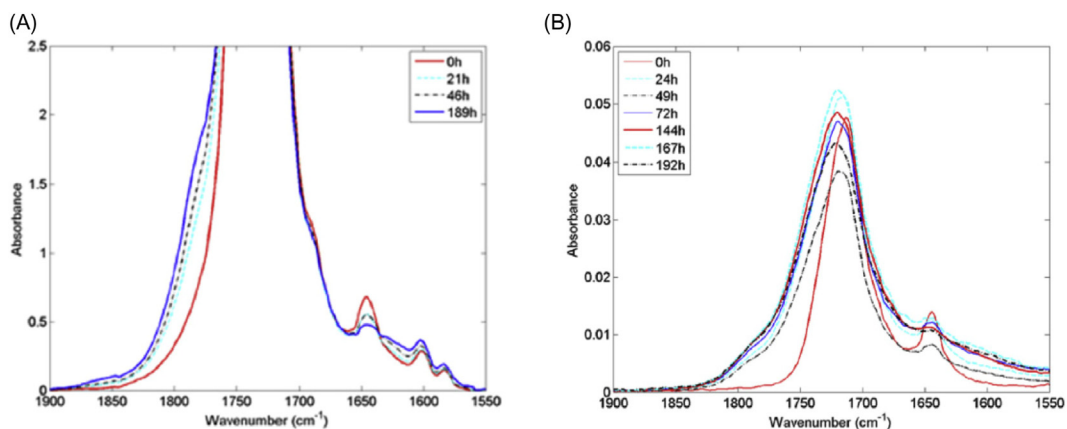 (A)
2.5
2
1.5
1
0.5
0
Absorbance
1900 1850 1800 1750 1700 1650 1600 1550
Wavenumber (cm-1)
0h
21h
46h
189h
(B)
0.06
0.05
0.04
0.03
0.02
0.01
0
Absorbance
1900 1850 1800 1750 1700 1650 1600 1550
Wavenumber (cm-1)
0h
24h
49h
72h
144h
167h
192h